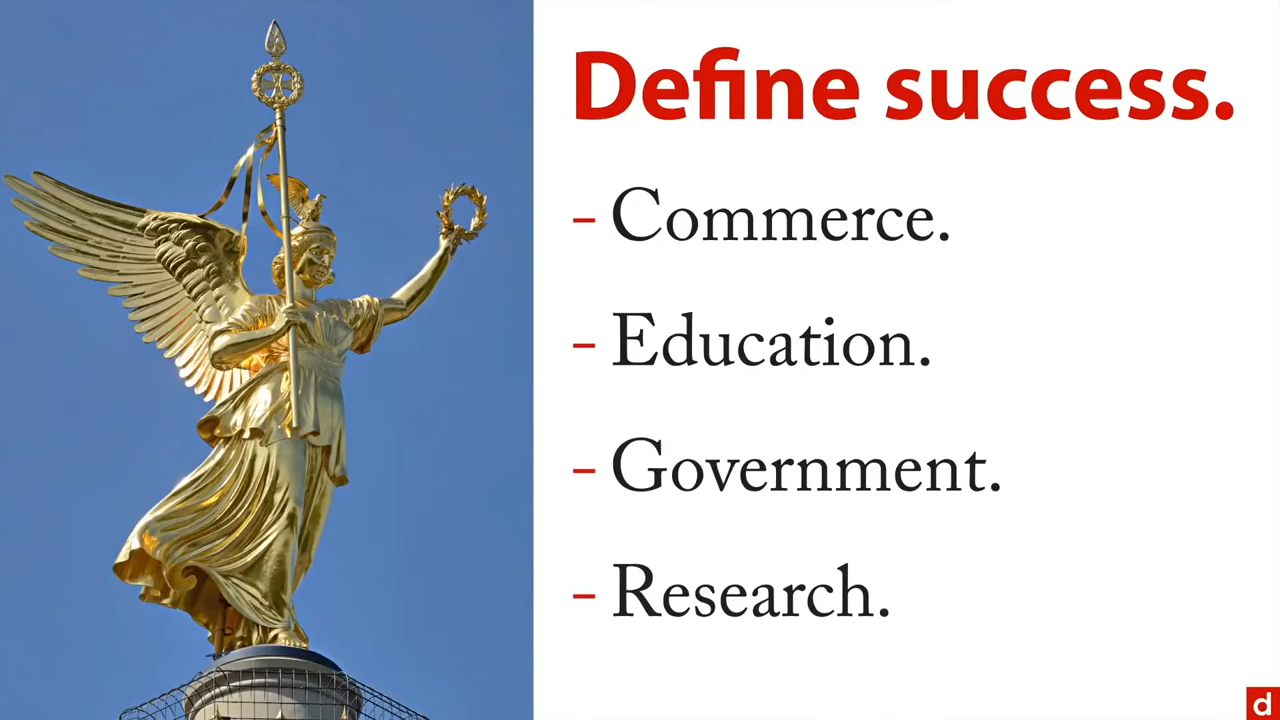 Define success.
- Commerce.
- Education.
- Government.
- Research.
d